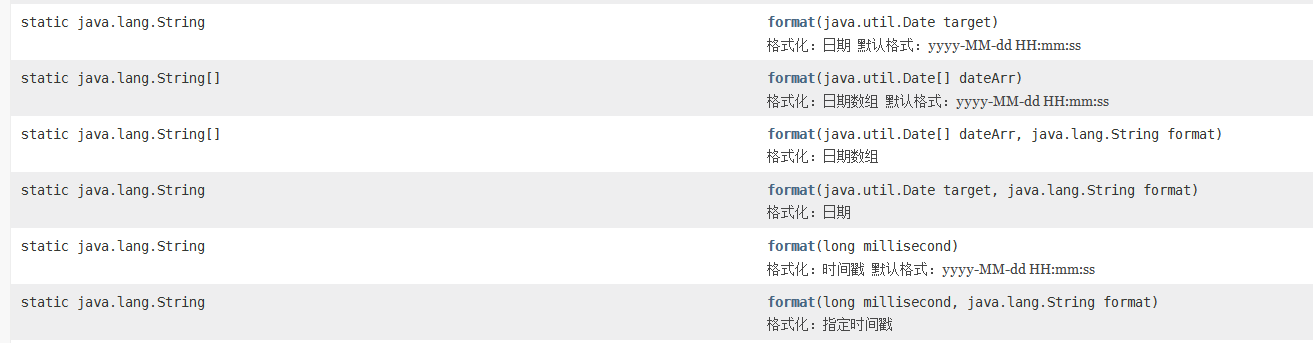 static java.lang.String format(java.util.Date target)
格式化：日期 默认格式：yyyy-MM-dd HH:mm:ss
static java.lang.String[] format(java.util.Date[] dateArr)
格式化：日期数组 默认格式：yyyy-MM-dd HH:mm:ss
static java.lang.String[] format(java.util.Date[] dateArr, java.lang.String format)
格式化：日期数组
static java.lang.String format(java.util.Date target, java.lang.String format)
格式化：日期
static java.lang.String format(long millisecond)
格式化：时间戳 默认格式：yyyy-MM-dd HH:mm:ss
static java.lang.String format(long millisecond, java.lang.String format)
格式化：指定时间戳